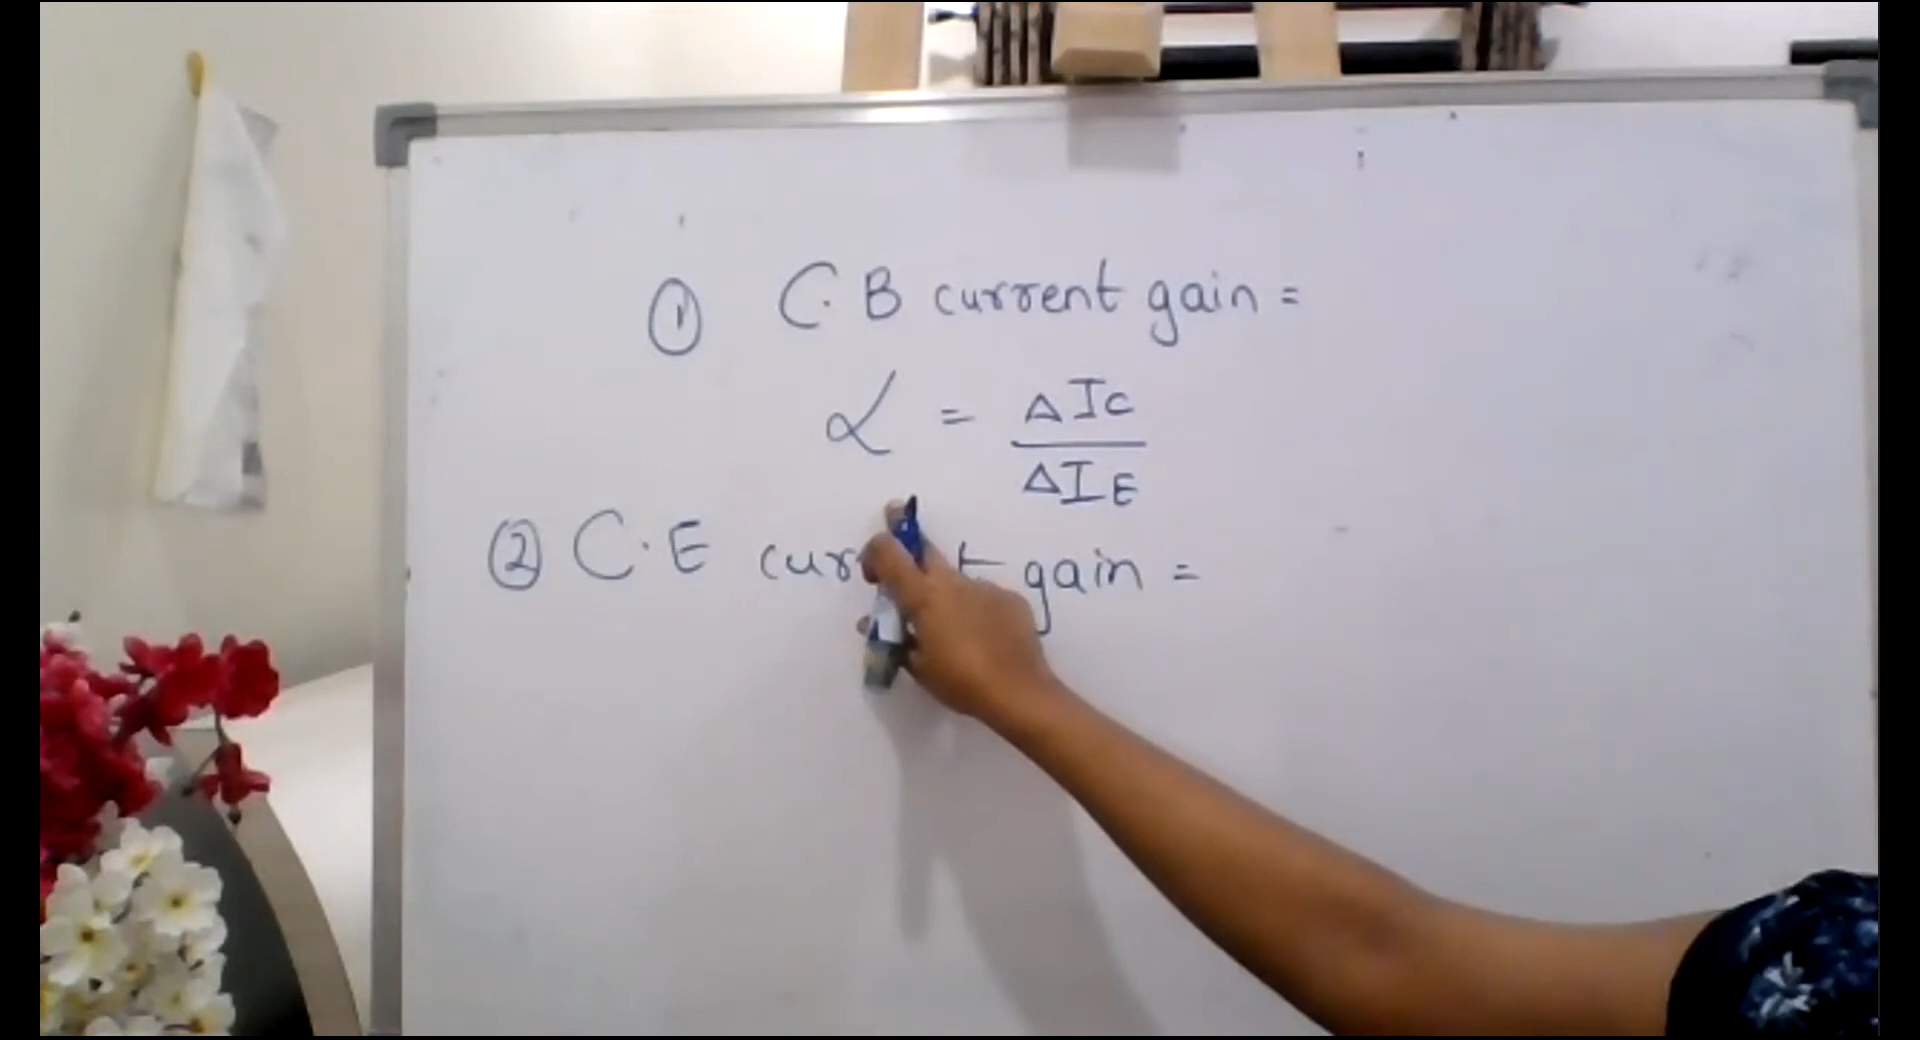 ① C.B current gain =
α = ΔIC / ΔIE
② C.E gain =